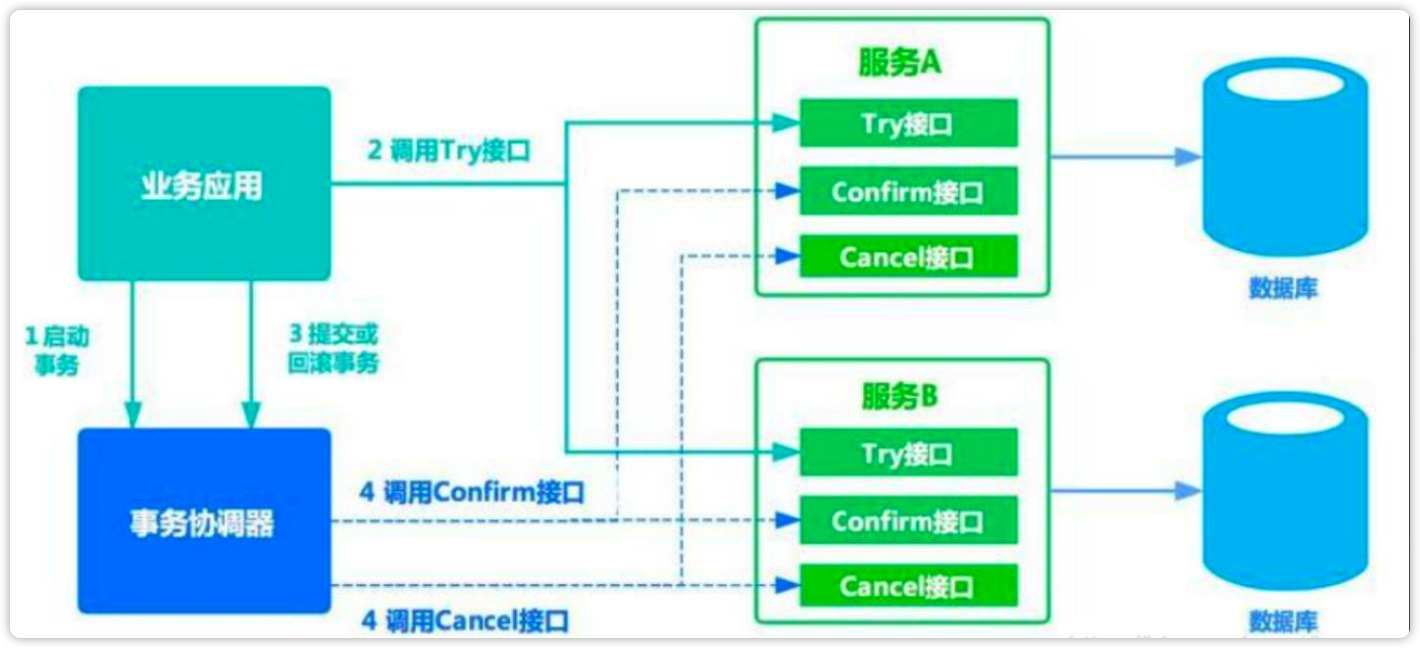 服务A
Try接口
2 调用Try接口
业务应用
Confirm接口
Cancel接口
数据库
1 启动
事务
3 提交或
回滚事务
服务B
Try接口
4 调用Confirm接口
事务协调器
Confirm接口
Cancel接口
4 调用Cancel接口
数据库